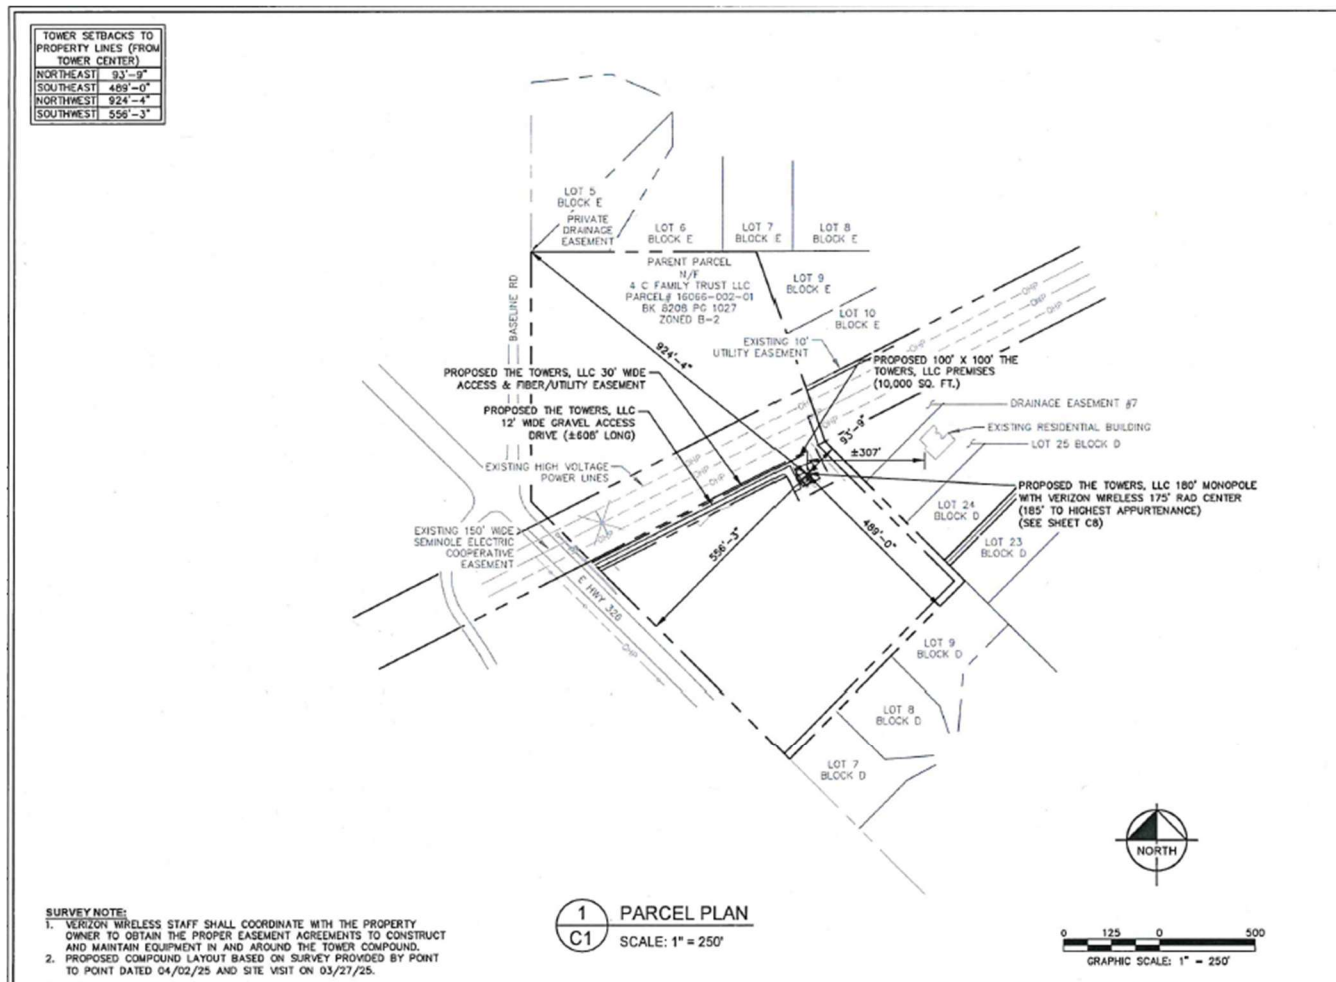 TOWER SETBACKS TO
PROPERTY LINES (FROM
TOWER CENTER)
NORTHEAST 93'-9"
SOUTHEAST 489'-0"
NORTHWEST 924'-4"
SOUTHWEST 556'-3"
LOT 5
BLOCK E
PRIVATE
DRAINAGE
EASEMENT
LOT 6
BLOCK E
LOT 7
BLOCK E
LOT 8
BLOCK E
PARENT PARCEL
N/F
4 C FAMILY TRUST LLC
PARCEL# 16066-002-01
BK 8208 PG 1027
ZONED B-2
LOT 9
BLOCK E
LOT 10
BLOCK E
BASELINE RD
924'-4"
EXISTING 10'
UTILITY EASEMENT
PROPOSED THE TOWERS, LLC 30' WIDE
ACCESS & FIBER/UTILITY EASEMENT
PROPOSED 100' X 100' THE
TOWERS, LLC PREMISES
(10,000 SQ. FT.)
PROPOSED THE TOWERS, LLC
12' WIDE GRAVEL ACCESS
DRIVE (±608' LONG)
DRAINAGE EASEMENT #7
EXISTING RESIDENTIAL BUILDING
LOT 25 BLOCK D
93'-9"
±307'
EXISTING HIGH VOLTAGE
POWER LINES
PROPOSED THE TOWERS, LLC 180' MONOPOLE
WITH VERIZON WIRELESS 175' RAD CENTER
(185' TO HIGHEST APPURTENANCE)
(SEE SHEET C8)
EXISTING 150' WIDE
SEMINOLE ELECTRIC
COOPERATIVE
EASEMENT
556'-3"
489'-0"
LOT 24
BLOCK D
LOT 23
BLOCK D
E HWY 326
OHP
OHP
OHP
OHP
OHP
OHP
OHP
OHP
OHP
OHP
OHP
OHP
LOT 9
BLOCK D
LOT 8
BLOCK D
LOT 7
BLOCK D
NORTH
SURVEY NOTE:
1. VERIZON WIRELESS STAFF SHALL COORDINATE WITH THE PROPERTY
OWNER TO OBTAIN THE PROPER EASEMENT AGREEMENTS TO CONSTRUCT
AND MAINTAIN EQUIPMENT IN AND AROUND THE TOWER COMPOUND.
2. PROPOSED COMPOUND LAYOUT BASED ON SURVEY PROVIDED BY POINT
TO POINT DATED 04/02/25 AND SITE VISIT ON 03/27/25.
1
C1
PARCEL PLAN
SCALE: 1" = 250'
0 125 0 500
GRAPHIC SCALE: 1" = 250'